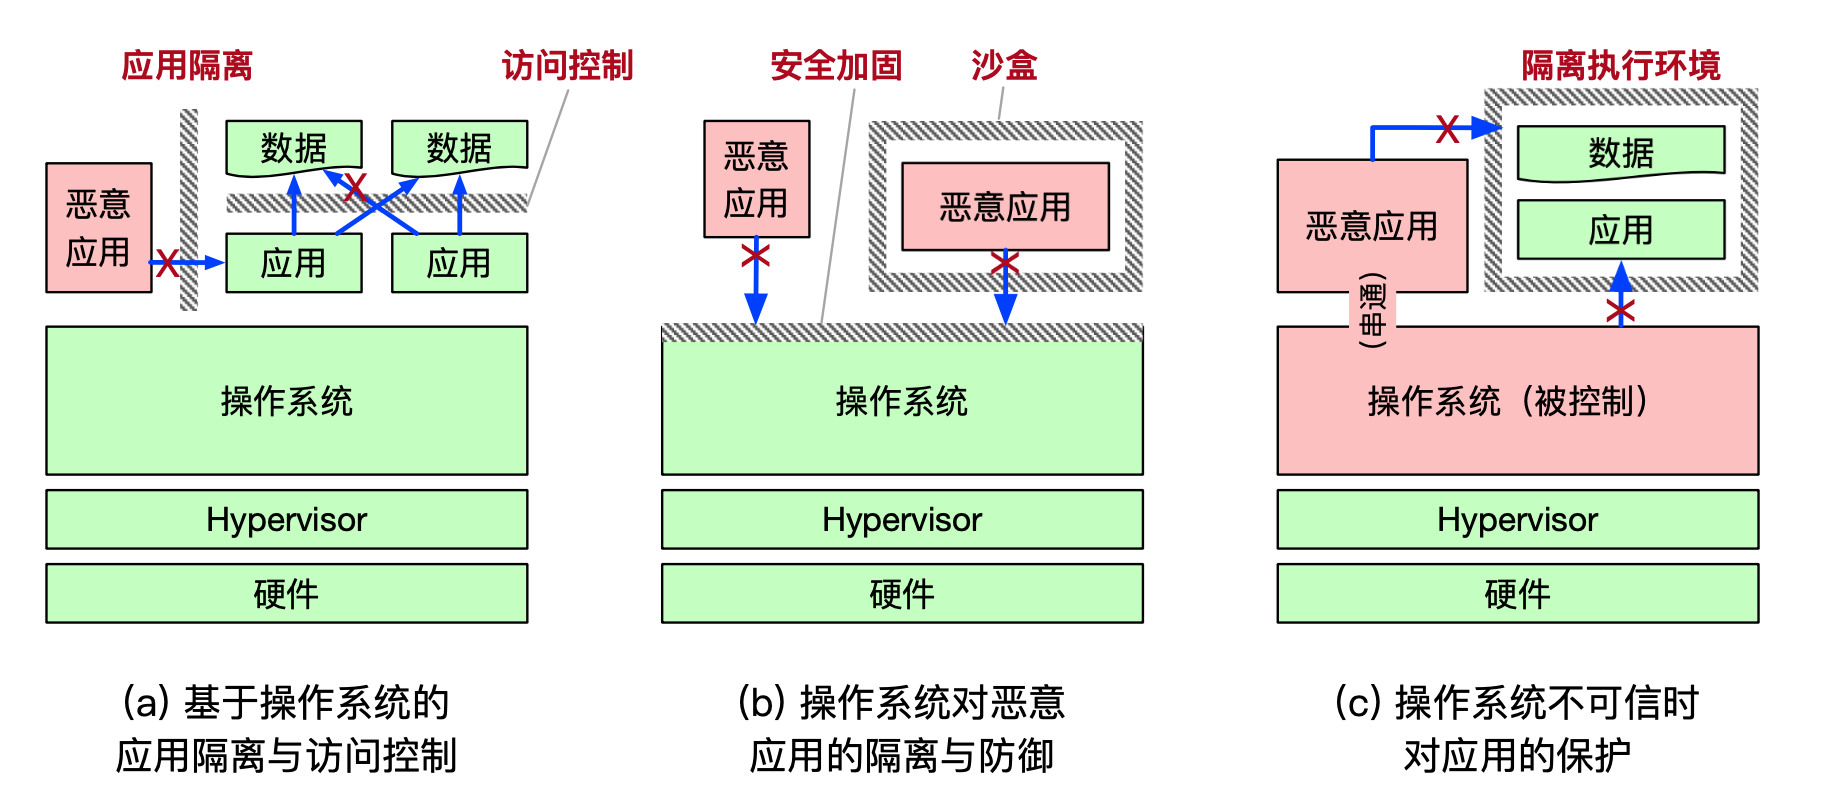 应用隔离
访问控制
数据
数据
恶意
应用
X
X
应用
应用
操作系统
Hypervisor
硬件
(a) 基于操作系统的
应用隔离与访问控制
安全加固
沙盒
恶意
应用
恶意应用
X
X
操作系统
Hypervisor
硬件
(b) 操作系统对恶意
应用的隔离与防御
隔离执行环境
X
数据
恶意应用
应用
(串通)
X
操作系统（被控制）
Hypervisor
硬件
(c) 操作系统不可信时
对应用的保护